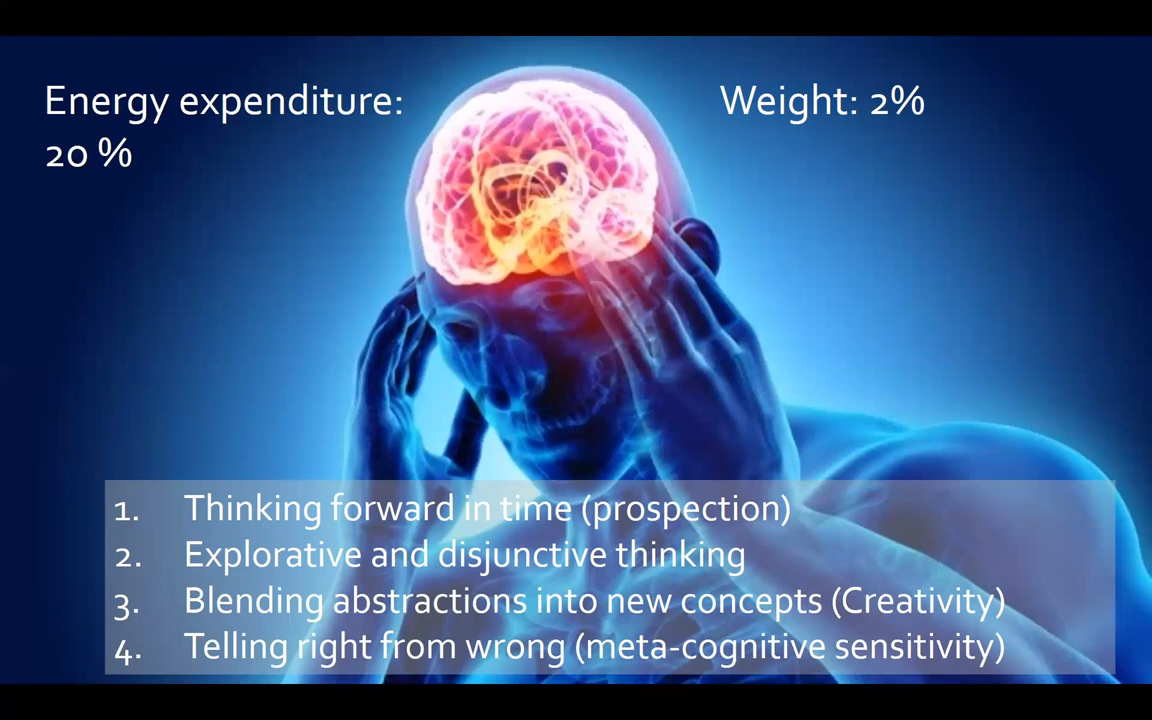 Energy expenditure:
20 %
Weight: 2%
1. Thinking forward in time (prospection)
2. Explorative and disjunctive thinking
3. Blending abstractions into new concepts (Creativity)
4. Telling right from wrong (meta-cognitive sensitivity)